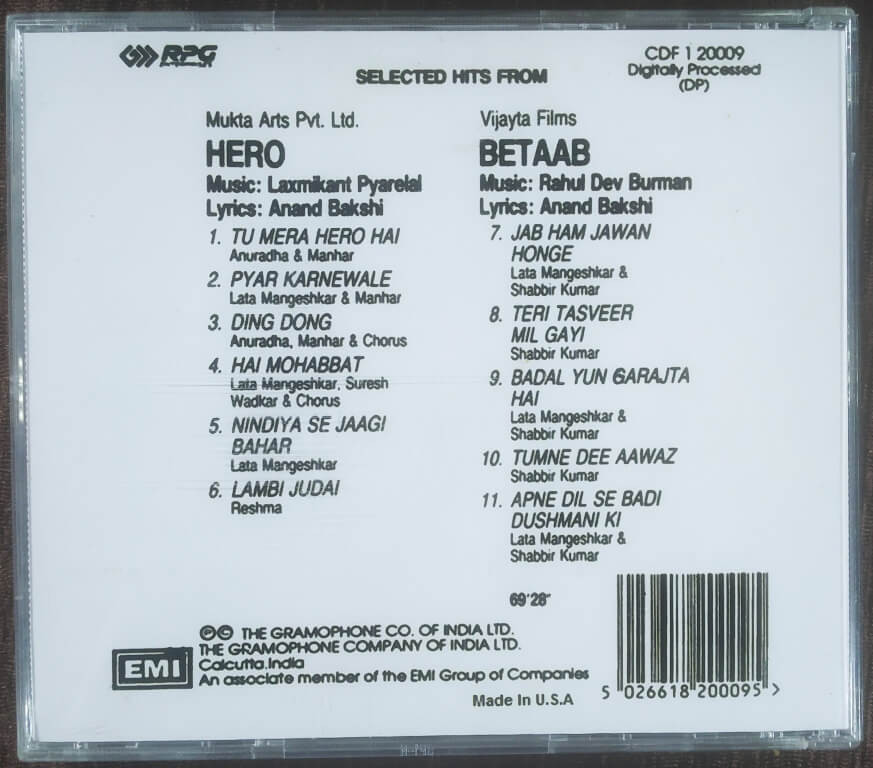 RPG
CDF 1 20009
Digitally Processed
(DP)
SELECTED HITS FROM
Mukta Arts Pvt. Ltd.
HERO
Music: Laxmikant Pyarelal
Lyrics: Anand Bakshi
1. TU MERA HERO HAI
Anuradha & Manhar
2. PYAR KARNEWALE
Lata Mangeshkar & Manhar
3. DING DONG
Anuradha, Manhar & Chorus
4. HAI MOHABBAT
Lata Mangeshkar, Suresh
Wadkar & Chorus
5. NINDIYA SE JAAGI
BAHAR
Lata Mangeshkar
6. LAMBI JUDAI
Reshma
Vijayta Films
BETAAB
Music: Rahul Dev Burman
Lyrics: Anand Bakshi
7. JAB HAM JAWAN
HONGE
Lata Mangeshkar &
Shabbir Kumar
8. TERI TASVEER
MIL GAYI
Shabbir Kumar
9. BADAL YUN GARAJTA
HAI
Lata Mangeshkar &
Shabbir Kumar
10. TUMNE DEE AAWAZ
Shabbir Kumar
11. APNE DIL SE BADI
DUSHMANI KI
Lata Mangeshkar &
Shabbir Kumar
69'28"
EMI
℗© THE GRAMOPHONE CO. OF INDIA LTD.
THE GRAMOPHONE COMPANY OF INDIA LTD.
Calcutta.India
An associate member of the EMI Group of Companies
Made In U.S.A
5 026618 200095 >